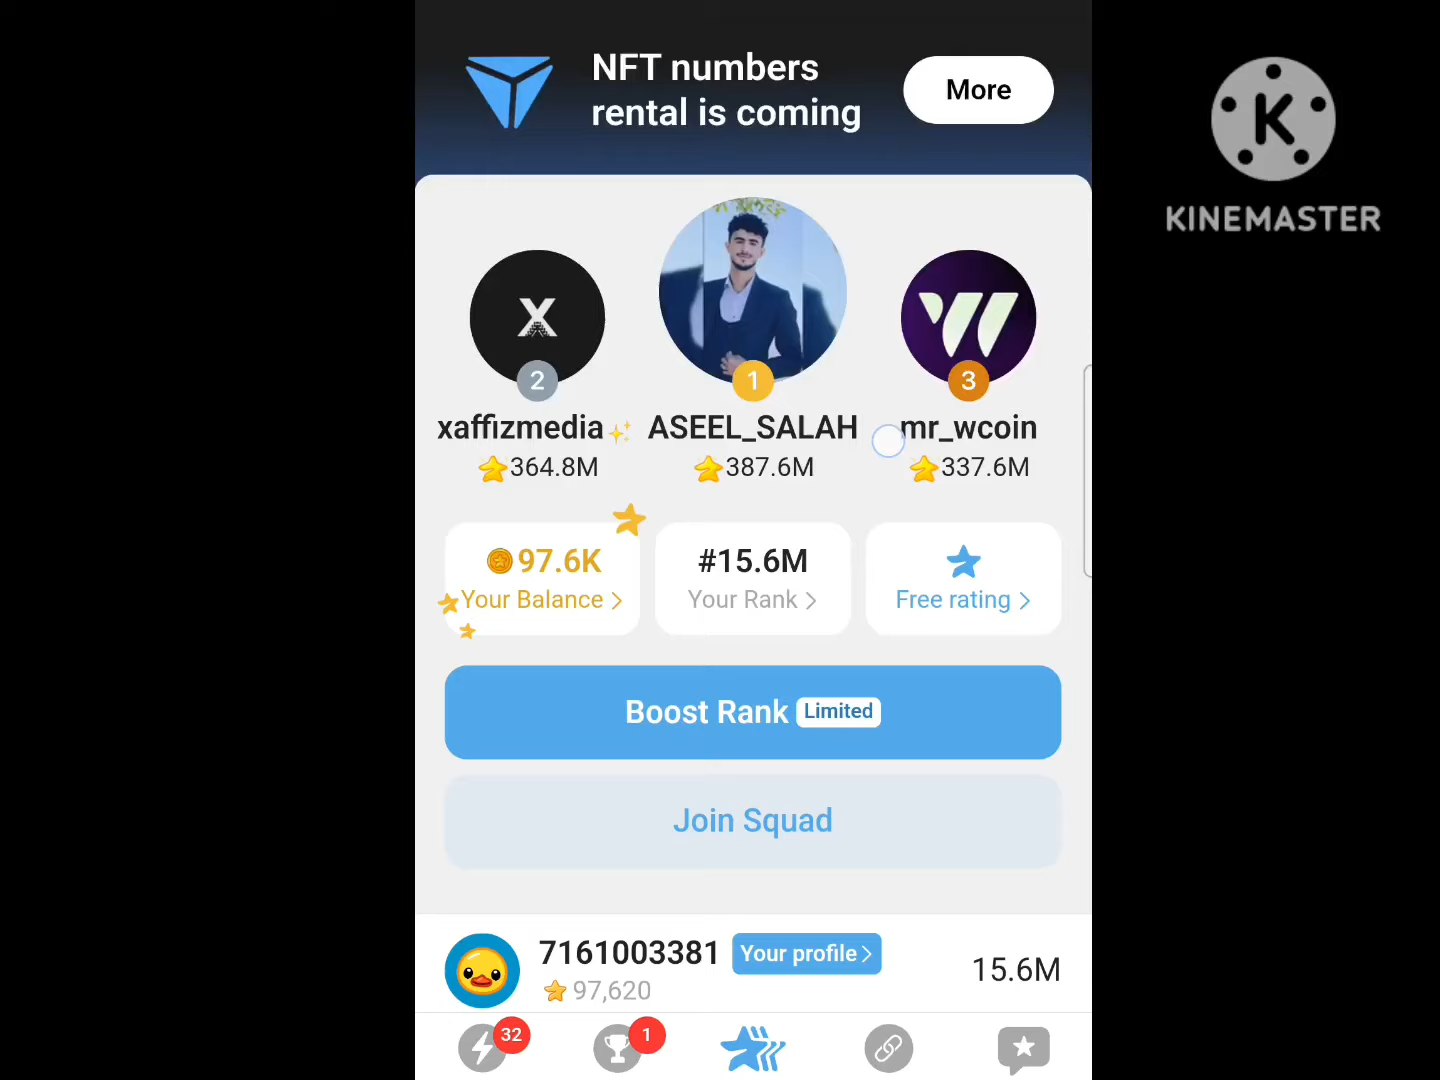 NFT numbers
rental is coming
More
K
KINEMASTER
X
W
2
1
3
xaffizmedia
ASEEL_SALAH
mr_wcoin
364.8M
387.6M
337.6M
97.6K
#15.6M
Your Balance >
Your Rank >
Free rating >
Boost Rank Limited
Join Squad
7161003381 Your profile >
97,620
15.6M
32
1